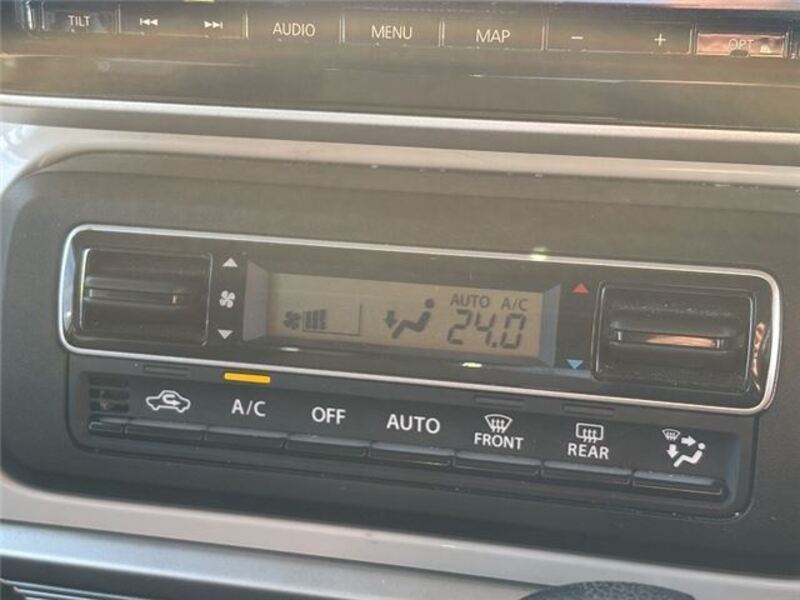 TILT AUDIO MENU MAP − + OPT
AUTO A/C
24.0
A/C OFF AUTO FRONT REAR